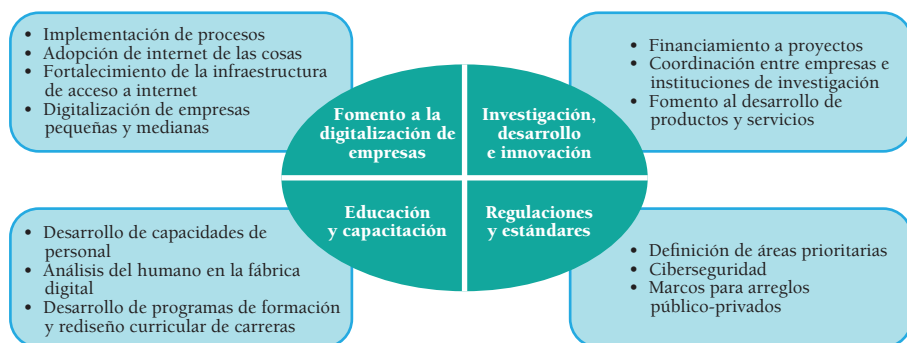 • Implementación de procesos
• Adopción de internet de las cosas
• Fortalecimiento de la infraestructura
de acceso a internet
• Digitalización de empresas
pequeñas y medianas
• Financiamiento a proyectos
• Coordinación entre empresas e
instituciones de investigación
• Fomento al desarrollo de
productos y servicios
Fomento a la
digitalización de
empresas
Investigación,
desarrollo
e innovación
Educación
y capacitación
Regulaciones
y estándares
• Desarrollo de capacidades de
personal
• Análisis del humano en la fábrica
digital
• Desarrollo de programas de formación
y rediseño curricular de carreras
• Definición de áreas prioritarias
• Ciberseguridad
• Marcos para arreglos
público-privados